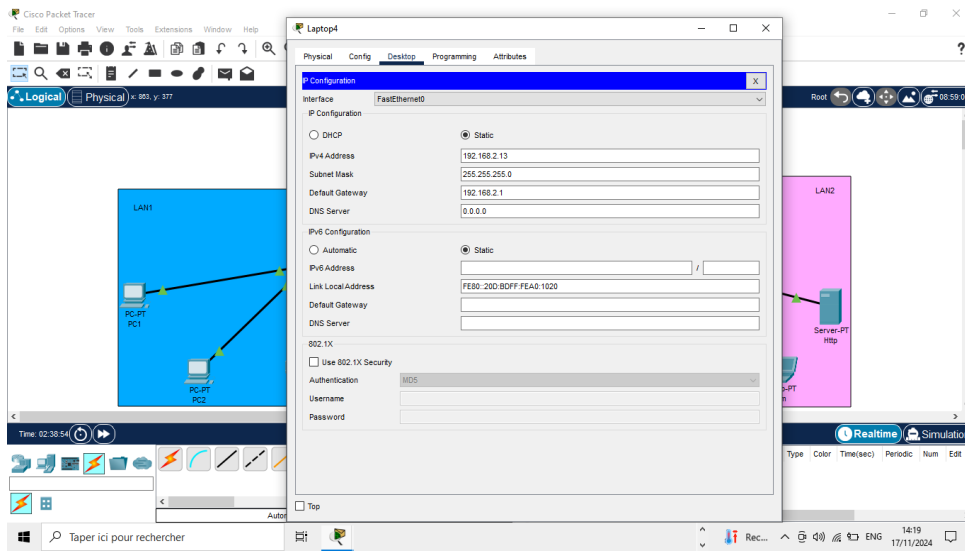 Cisco Packet Tracer
File Edit Options View Tools Extensions Window Help
Logical Physical x: 863, y: 377
Root 08:59:0
LAN1
PC-PT
PC1
PC-PT
PC2
Laptop4
Physical Config Desktop Programming Attributes
IP Configuration X
Interface FastEthernet0
IP Configuration
DHCP Static
IPv4 Address 192.168.2.13
Subnet Mask 255.255.255.0
Default Gateway 192.168.2.1
DNS Server 0.0.0.0
IPv6 Configuration
Automatic Static
IPv6 Address /
Link Local Address FE80::20D:BDFF:FEA0:1020
Default Gateway
DNS Server
802.1X
Use 802.1X Security
Authentication MD5
Username
Password
Top
LAN2
Server-PT
Http
-PT
Time: 02:38:54
Realtime Simulation
Type Color Time(sec) Periodic Num Edit
Auto
Taper ici pour rechercher
Rec... ENG 14:19
17/11/2024